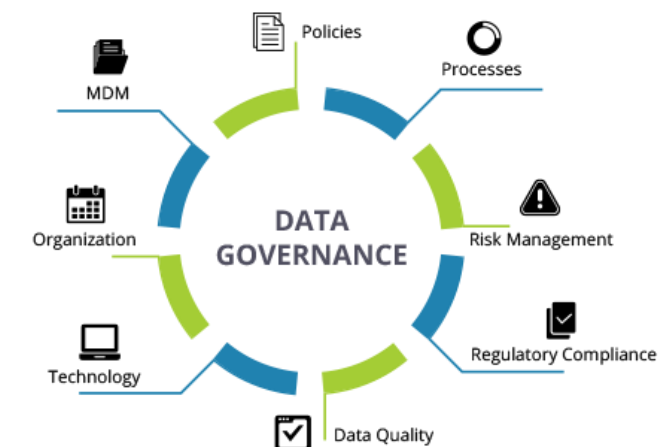 Policies
Processes
MDM
DATA
GOVERNANCE
Organization
Risk Management
Regulatory Compliance
Technology
Data Quality